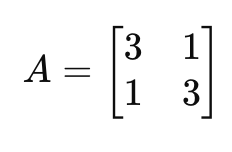 A = [3 1
1 3]